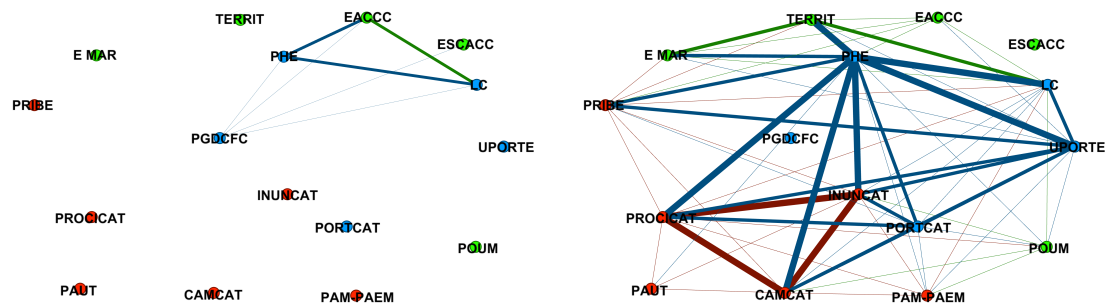 TERRIT
EACCC
ESCACC
E MAR
PHE
LC
PRIBE
PGDCFC
UPORTE
INUNCAT
PROCICAT
PORTCAT
POUM
PAUT
CAMCAT
PAM-PAEM
TERRIT
EACCC
ESCACC
E MAR
PHE
LC
PRIBE
PGDCFC
UPORTE
INUNCAT
PROCICAT
PORTCAT
POUM
PAUT
CAMCAT
PAM-PAEM